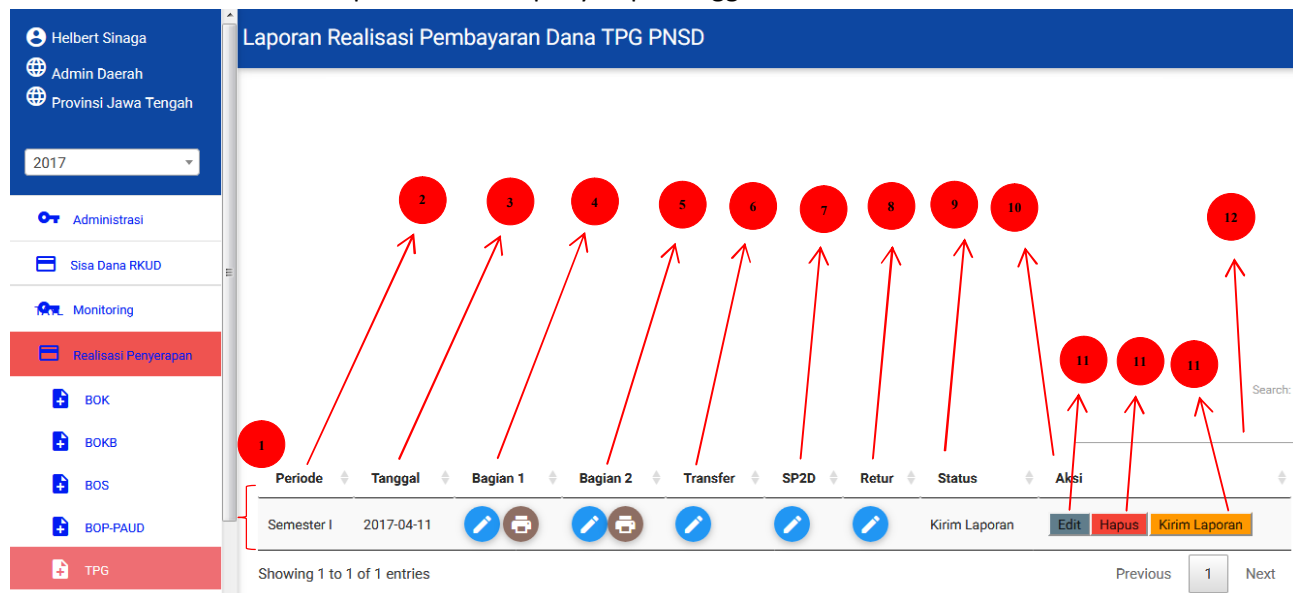 Helbert Sinaga
Admin Daerah
Provinsi Jawa Tengah
2017
Administrasi
Sisa Dana RKUD
Monitoring
Realisasi Penyerapan
BOK
BOKB
BOS
BOP-PAUD
TPG
Laporan Realisasi Pembayaran Dana TPG PNSD
2 3 4 5 6 7 8 9 10 12
11 11 11
Search:
1
Periode Tanggal Bagian 1 Bagian 2 Transfer SP2D Retur Status Aksi
Semester I 2017-04-11 Kirim Laporan Edit Hapus Kirim Laporan
Showing 1 to 1 of 1 entries Previous 1 Next